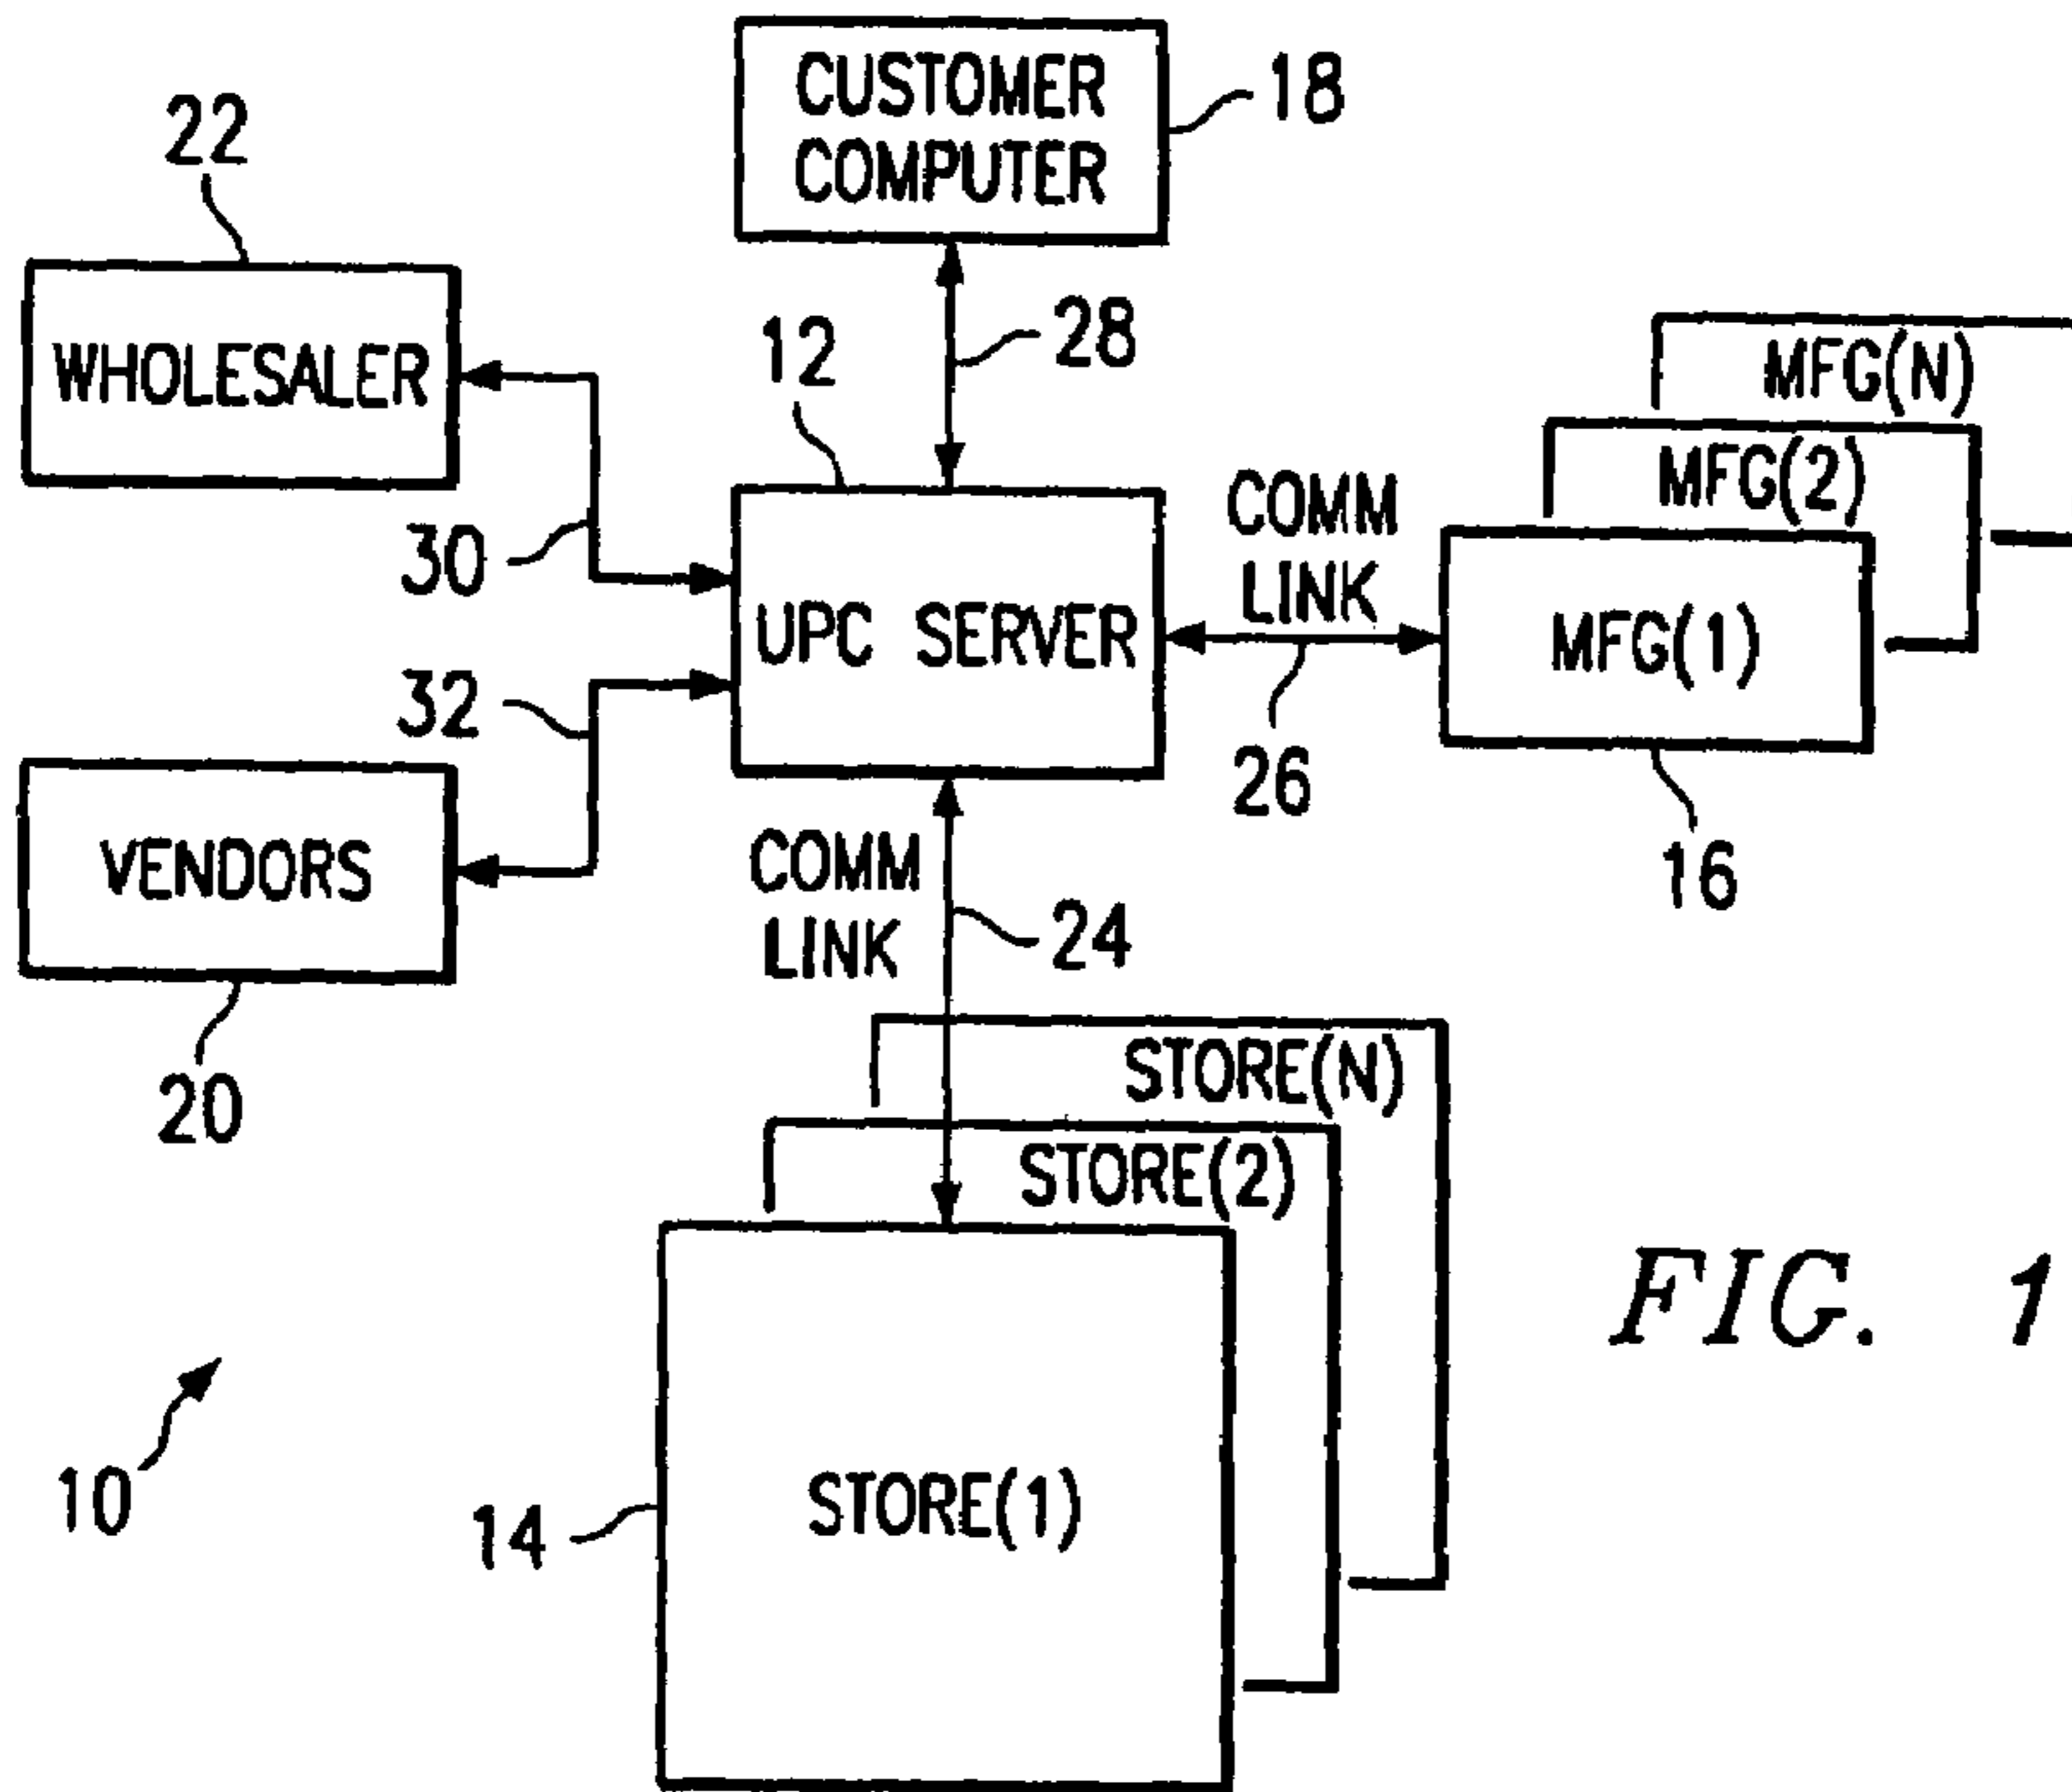 CUSTOMER
COMPUTER
18
22
WHOLESALER
12
28
MFG(N)
MFG(2)
MFG(1)
COMM
LINK
30
UPC SERVER
32
26
16
VENDORS
COMM
LINK
24
20
STORE(N)
STORE(2)
STORE(1)
FIG. 1
10
14